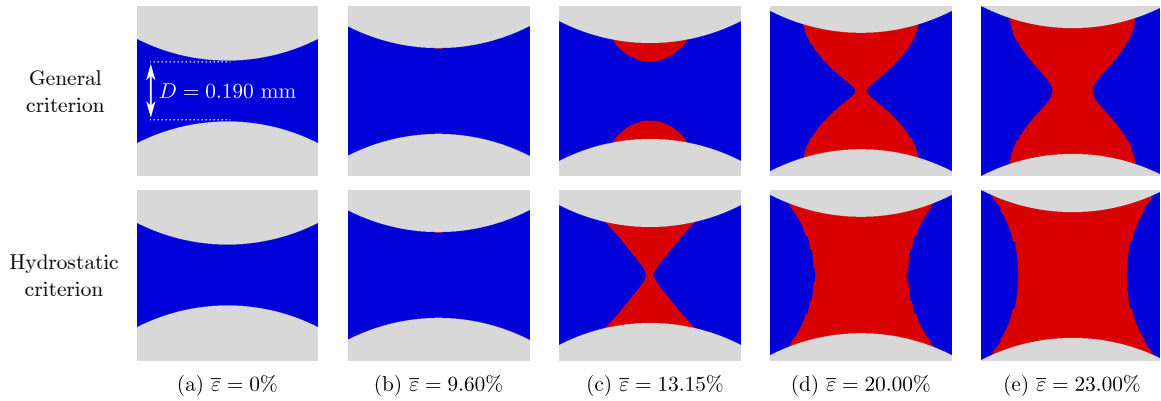 General
criterion
D = 0.190 mm
Hydrostatic
criterion
(a) ε̅ = 0%
(b) ε̅ = 9.60%
(c) ε̅ = 13.15%
(d) ε̅ = 20.00%
(e) ε̅ = 23.00%